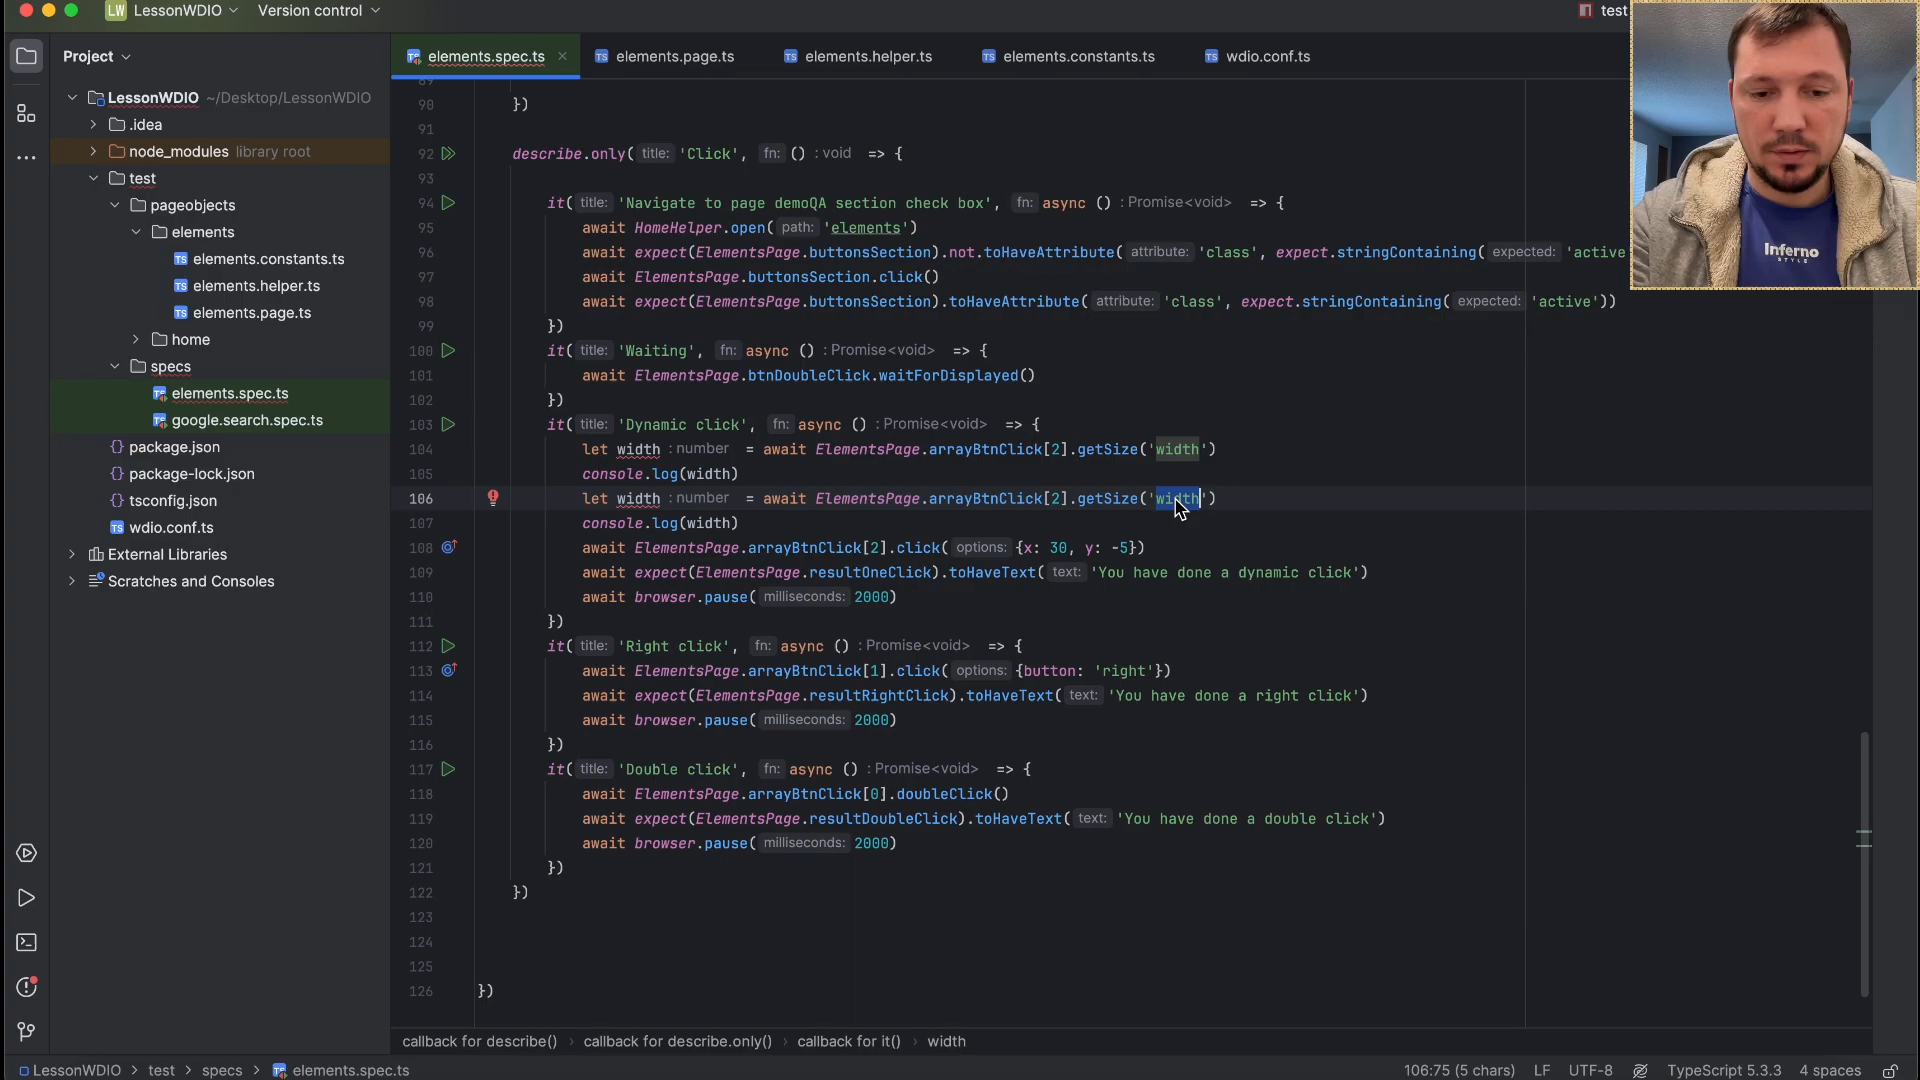 LW LessonWDIO Version control test
Project elements.spec.ts elements.page.ts elements.helper.ts elements.constants.ts wdio.conf.ts
LessonWDIO ~/Desktop/LessonWDIO
.idea
node_modules library root
test
pageobjects
elements
elements.constants.ts
elements.helper.ts
elements.page.ts
home
specs
elements.spec.ts
google.search.spec.ts
package.json
package-lock.json
tsconfig.json
wdio.conf.ts
External Libraries
Scratches and Consoles
89
90 })
91
92 describe.only( title: 'Click', fn: () : void => {
93
94 it( title: 'Navigate to page demoQA section check box', fn: async () : Promise<void> => {
95 await HomeHelper.open( path: 'elements')
96 await expect(ElementsPage.buttonsSection).not.toHaveAttribute( attribute: 'class', expect.stringContaining( expected: 'active
97 await ElementsPage.buttonsSection.click()
98 await expect(ElementsPage.buttonsSection).toHaveAttribute( attribute: 'class', expect.stringContaining( expected: 'active'))
99 })
100 it( title: 'Waiting', fn: async () : Promise<void> => {
101 await ElementsPage.btnDoubleClick.waitForDisplayed()
102 })
103 it( title: 'Dynamic click', fn: async () : Promise<void> => {
104 let width : number = await ElementsPage.arrayBtnClick[2].getSize('width')
105 console.log(width)
106 let width : number = await ElementsPage.arrayBtnClick[2].getSize('width')
107 console.log(width)
108 await ElementsPage.arrayBtnClick[2].click( options: {x: 30, y: -5})
109 await expect(ElementsPage.resultOneClick).toHaveText( text: 'You have done a dynamic click')
110 await browser.pause( milliseconds: 2000)
111 })
112 it( title: 'Right click', fn: async () : Promise<void> => {
113 await ElementsPage.arrayBtnClick[1].click( options: {button: 'right'})
114 await expect(ElementsPage.resultRightClick).toHaveText( text: 'You have done a right click')
115 await browser.pause( milliseconds: 2000)
116 })
117 it( title: 'Double click', fn: async () : Promise<void> => {
118 await ElementsPage.arrayBtnClick[0].doubleClick()
119 await expect(ElementsPage.resultDoubleClick).toHaveText( text: 'You have done a double click')
120 await browser.pause( milliseconds: 2000)
121 })
122 })
123
124
125
126 })
Inferno
STYLE
callback for describe() › callback for describe.only() › callback for it() › width
LessonWDIO > test > specs > elements.spec.ts 106:75 (5 chars) LF UTF-8 TypeScript 5.3.3 4 spaces